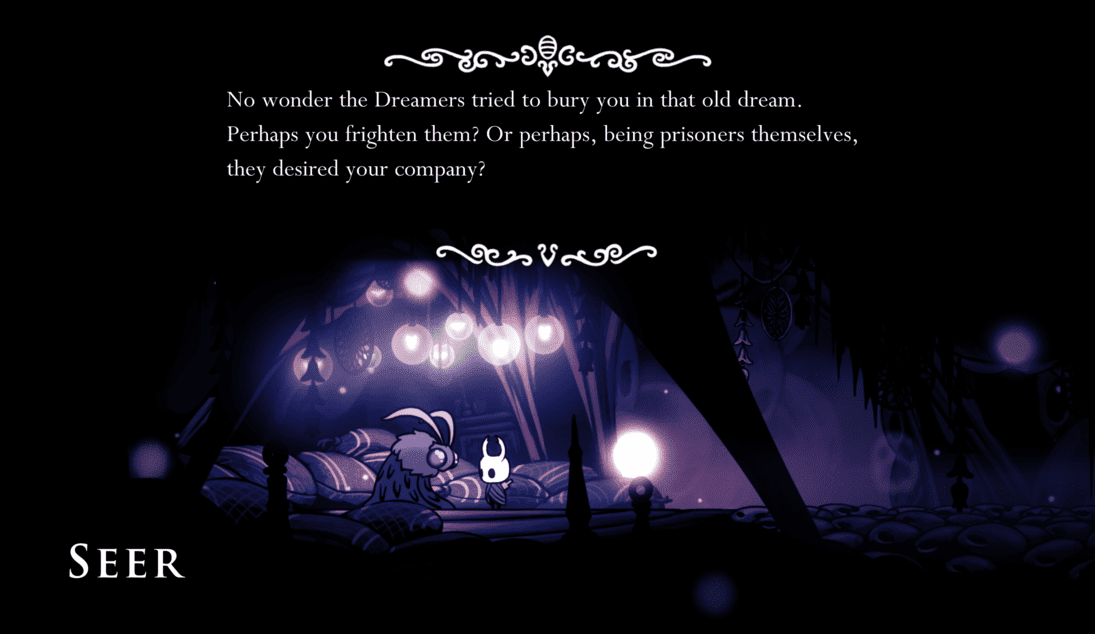 No wonder the Dreamers tried to bury you in that old dream.
Perhaps you frighten them? Or perhaps, being prisoners themselves,
they desired your company?
SEER